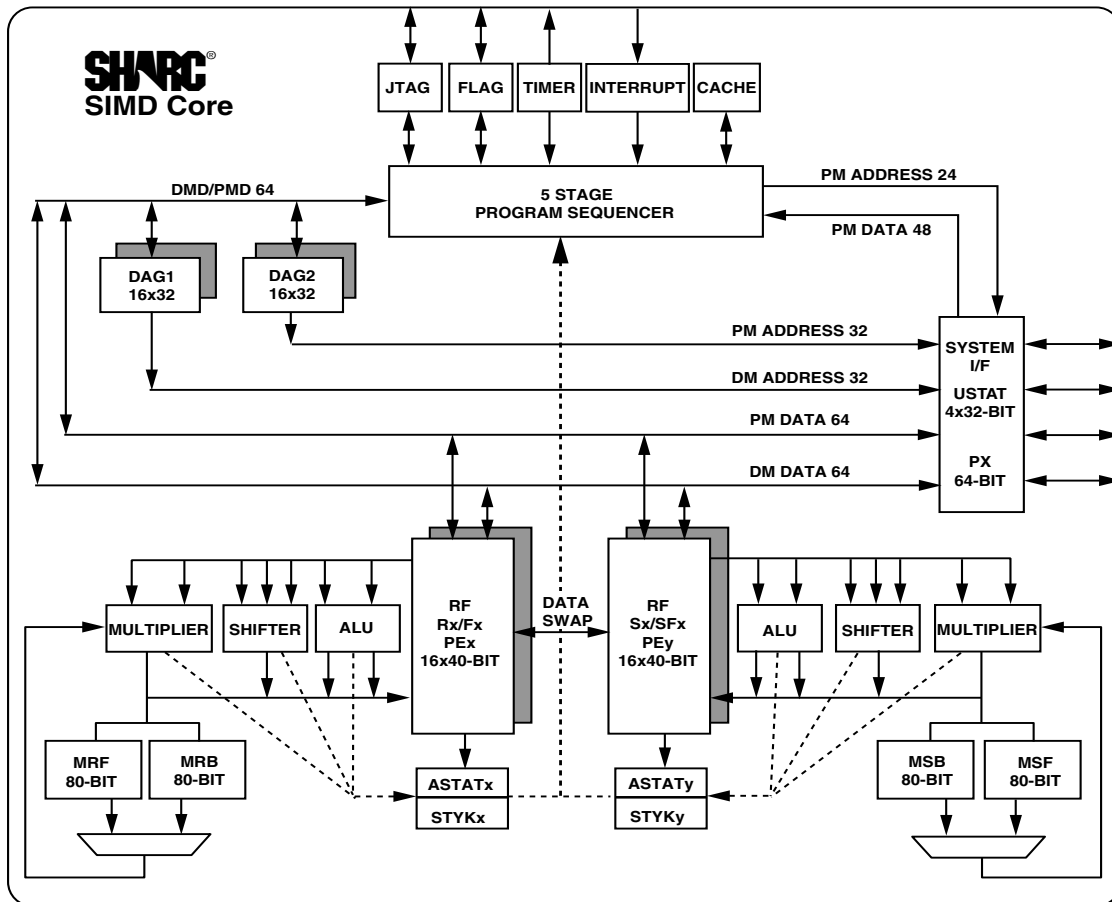 SHARC®
SIMD Core
JTAG
FLAG
TIMER
INTERRUPT
CACHE
5 STAGE
PROGRAM SEQUENCER
DMD/PMD 64
PM ADDRESS 24
PM DATA 48
DAG1
16x32
DAG2
16x32
PM ADDRESS 32
DM ADDRESS 32
PM DATA 64
DM DATA 64
SYSTEM
I/F
USTAT
4x32-BIT
PX
64-BIT
MULTIPLIER
SHIFTER
ALU
RF
Rx/Fx
PEx
16x40-BIT
DATA
SWAP
RF
Sx/SFx
PEy
16x40-BIT
ALU
SHIFTER
MULTIPLIER
MRF
80-BIT
MRB
80-BIT
ASTATx
STYKx
ASTATy
STYKy
MSB
80-BIT
MSF
80-BIT